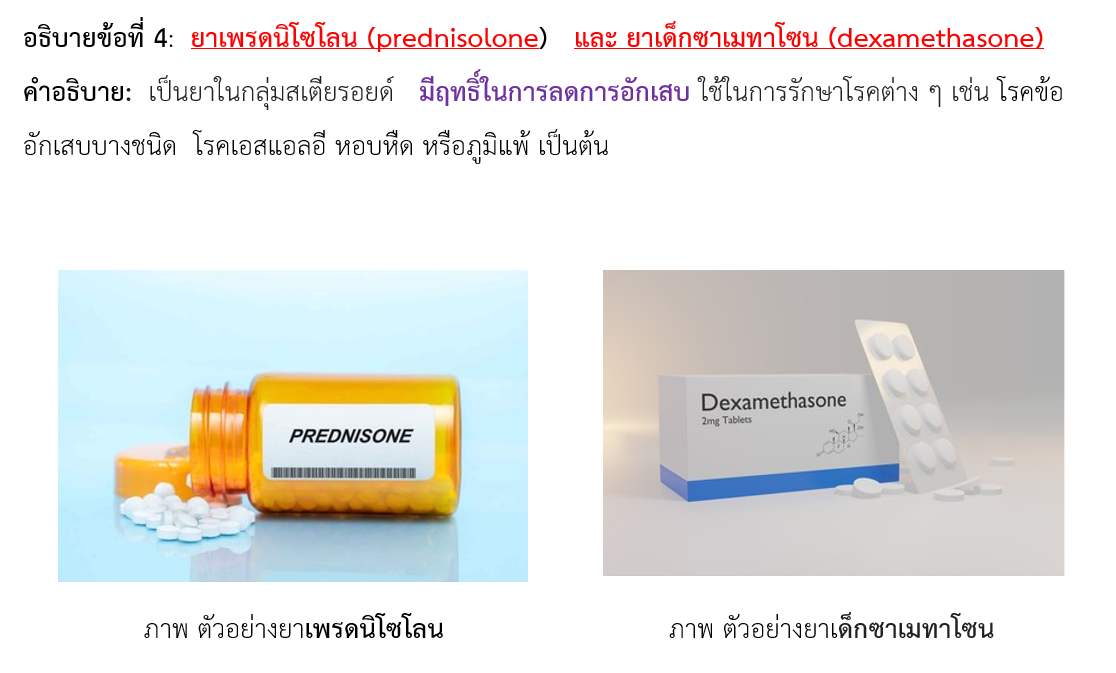 อธิบายข้อที่ 4:  ยาเพรดนิโซโลน (prednisolone)   และ ยาเด็กซาเมทาโซน (dexamethasone)
คำอธิบาย:  เป็นยาในกลุ่มสเตียรอยด์   มีฤทธิ์ในการลดการอักเสบ ใช้ในการรักษาโรคต่าง ๆ เช่น โรคข้อ
อักเสบบางชนิด  โรคเอสแอลอี หอบหืด หรือภูมิแพ้ เป็นต้น
PREDNISONE
Dexamethasone
2mg Tablets
ภาพ ตัวอย่างยาเพรดนิโซโลน
ภาพ ตัวอย่างยาเด็กซาเมทาโซน